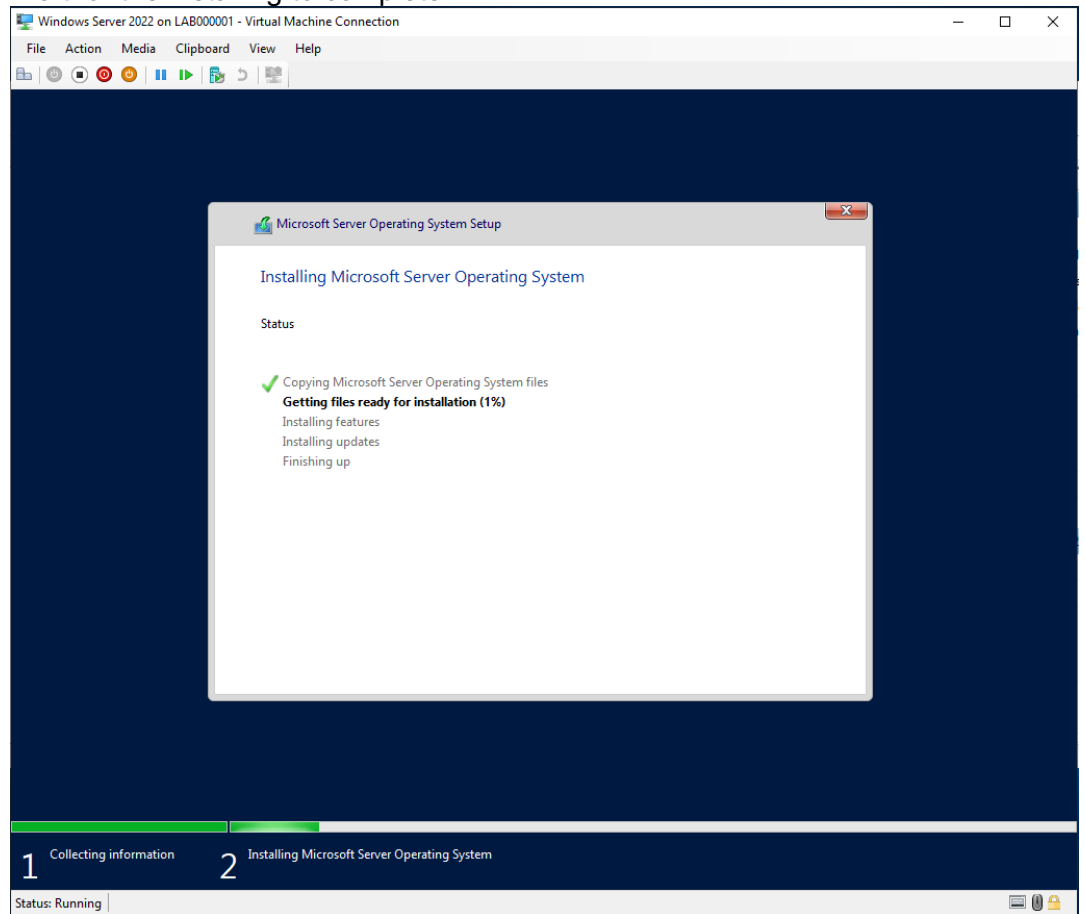 Windows Server 2022 on LAB000001 - Virtual Machine Connection
File Action Media Clipboard View Help
Microsoft Server Operating System Setup
Installing Microsoft Server Operating System
Status
Copying Microsoft Server Operating System files
Getting files ready for installation (1%)
Installing features
Installing updates
Finishing up
1 Collecting information 2 Installing Microsoft Server Operating System
Status: Running